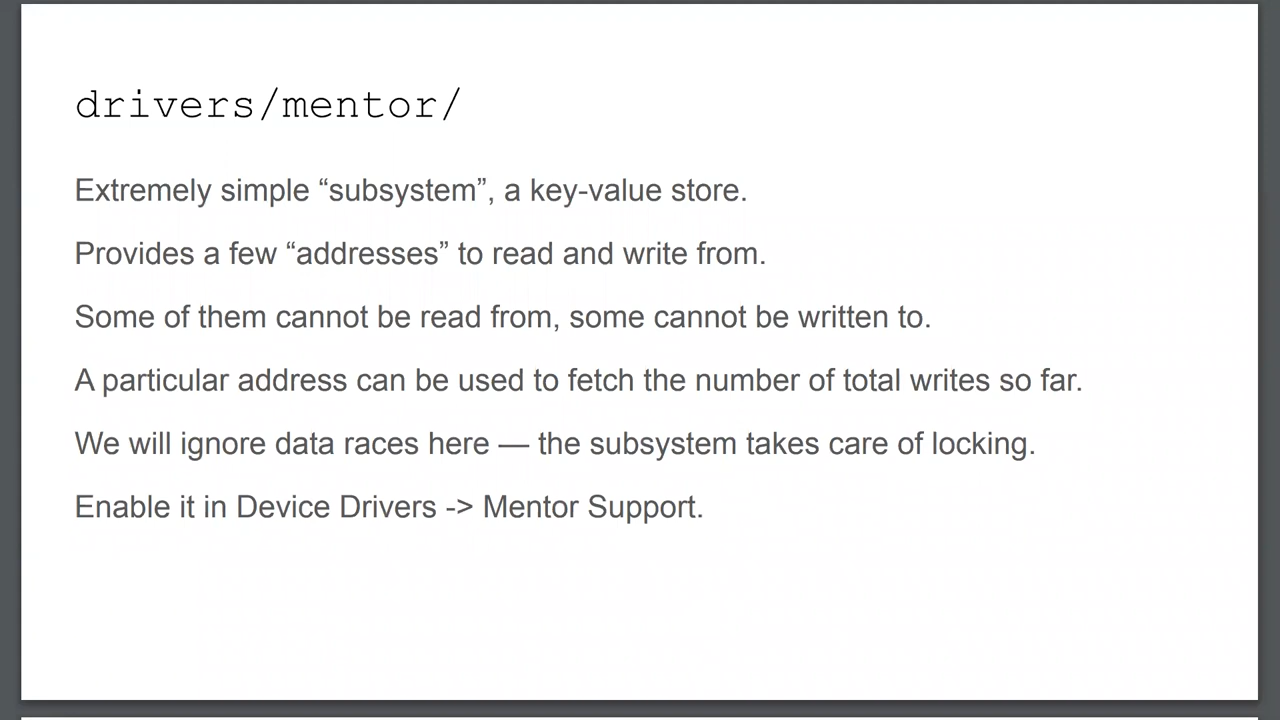 drivers/mentor/
Extremely simple “subsystem”, a key-value store.
Provides a few “addresses” to read and write from.
Some of them cannot be read from, some cannot be written to.
A particular address can be used to fetch the number of total writes so far.
We will ignore data races here — the subsystem takes care of locking.
Enable it in Device Drivers -> Mentor Support.